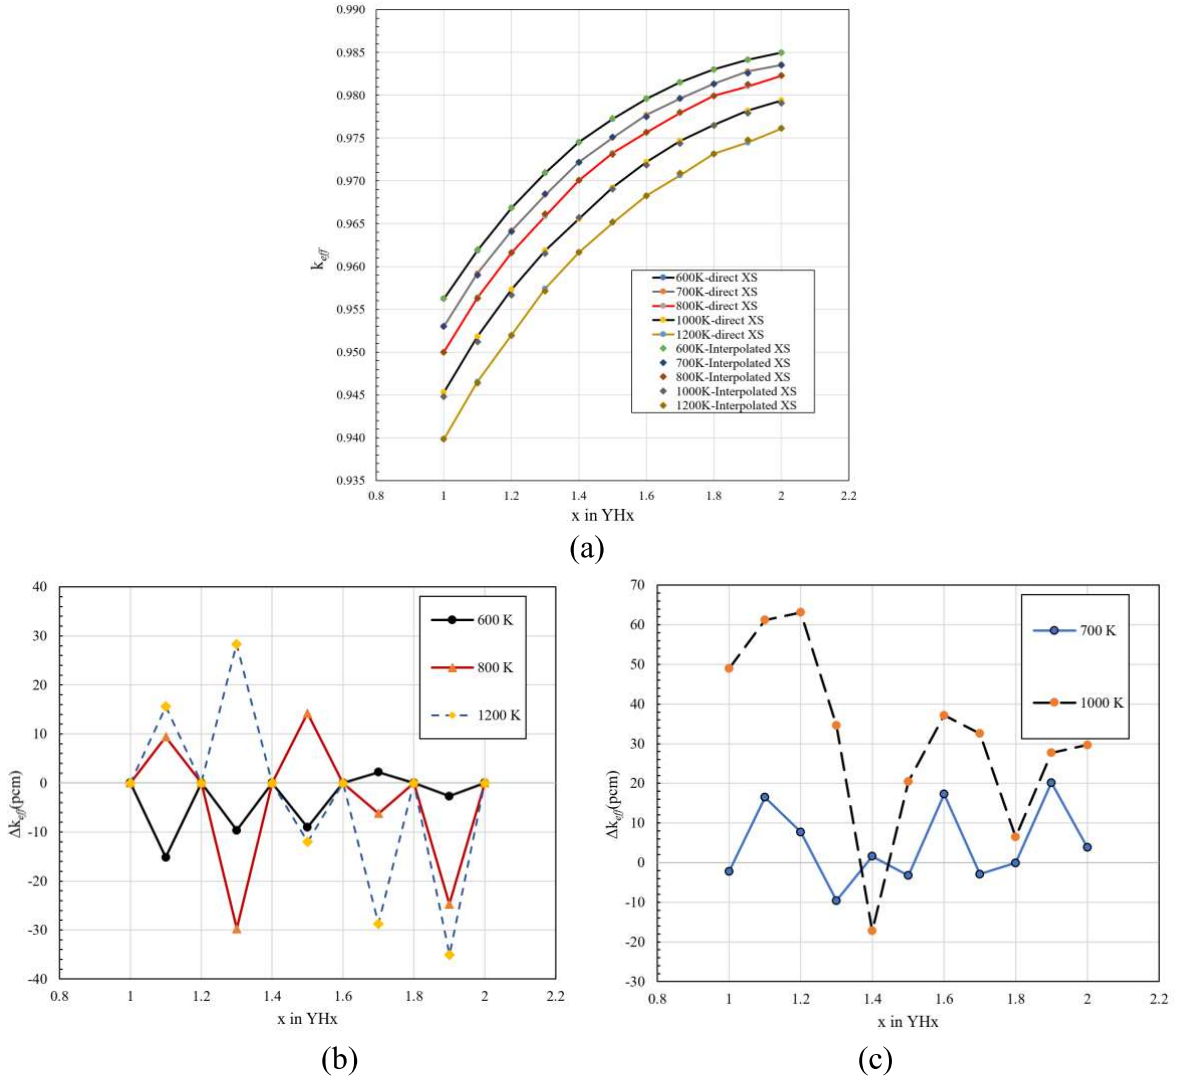 0.990
0.985
0.980
0.975
0.970
0.965
0.960
0.955
0.950
0.945
0.940
0.935
k_eff
0.8 1 1.2 1.4 1.6 1.8 2 2.2
x in YHx
600K-direct XS
700K-direct XS
800K-direct XS
1000K-direct XS
1200K-direct XS
600K-Interpolated XS
700K-Interpolated XS
800K-Interpolated XS
1000K-Interpolated XS
1200K-Interpolated XS
(a)
40
30
20
10
0
-10
-20
-30
-40
Δk_eff(pcm)
0.8 1 1.2 1.4 1.6 1.8 2 2.2
x in YHx
600 K
800 K
1200 K
(b)
70
60
50
40
30
20
10
0
-10
-20
-30
Δk_eff(pcm)
0.8 1 1.2 1.4 1.6 1.8 2 2.2
x in YHx
700 K
1000 K
(c)